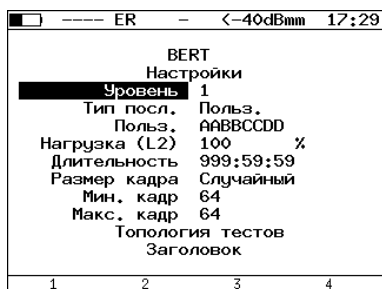 ---- ER – <-40dBmm 17:29
BERT
Настройки
Уровень 1
Тип посл. Польз.
Польз. AABBCCDD
Нагрузка (L2) 100 %
Длительность 999:59:59
Размер кадра Случайный
Мин. кадр 64
Макс. кадр 64
Топология тестов
Заголовок
1 2 3 4